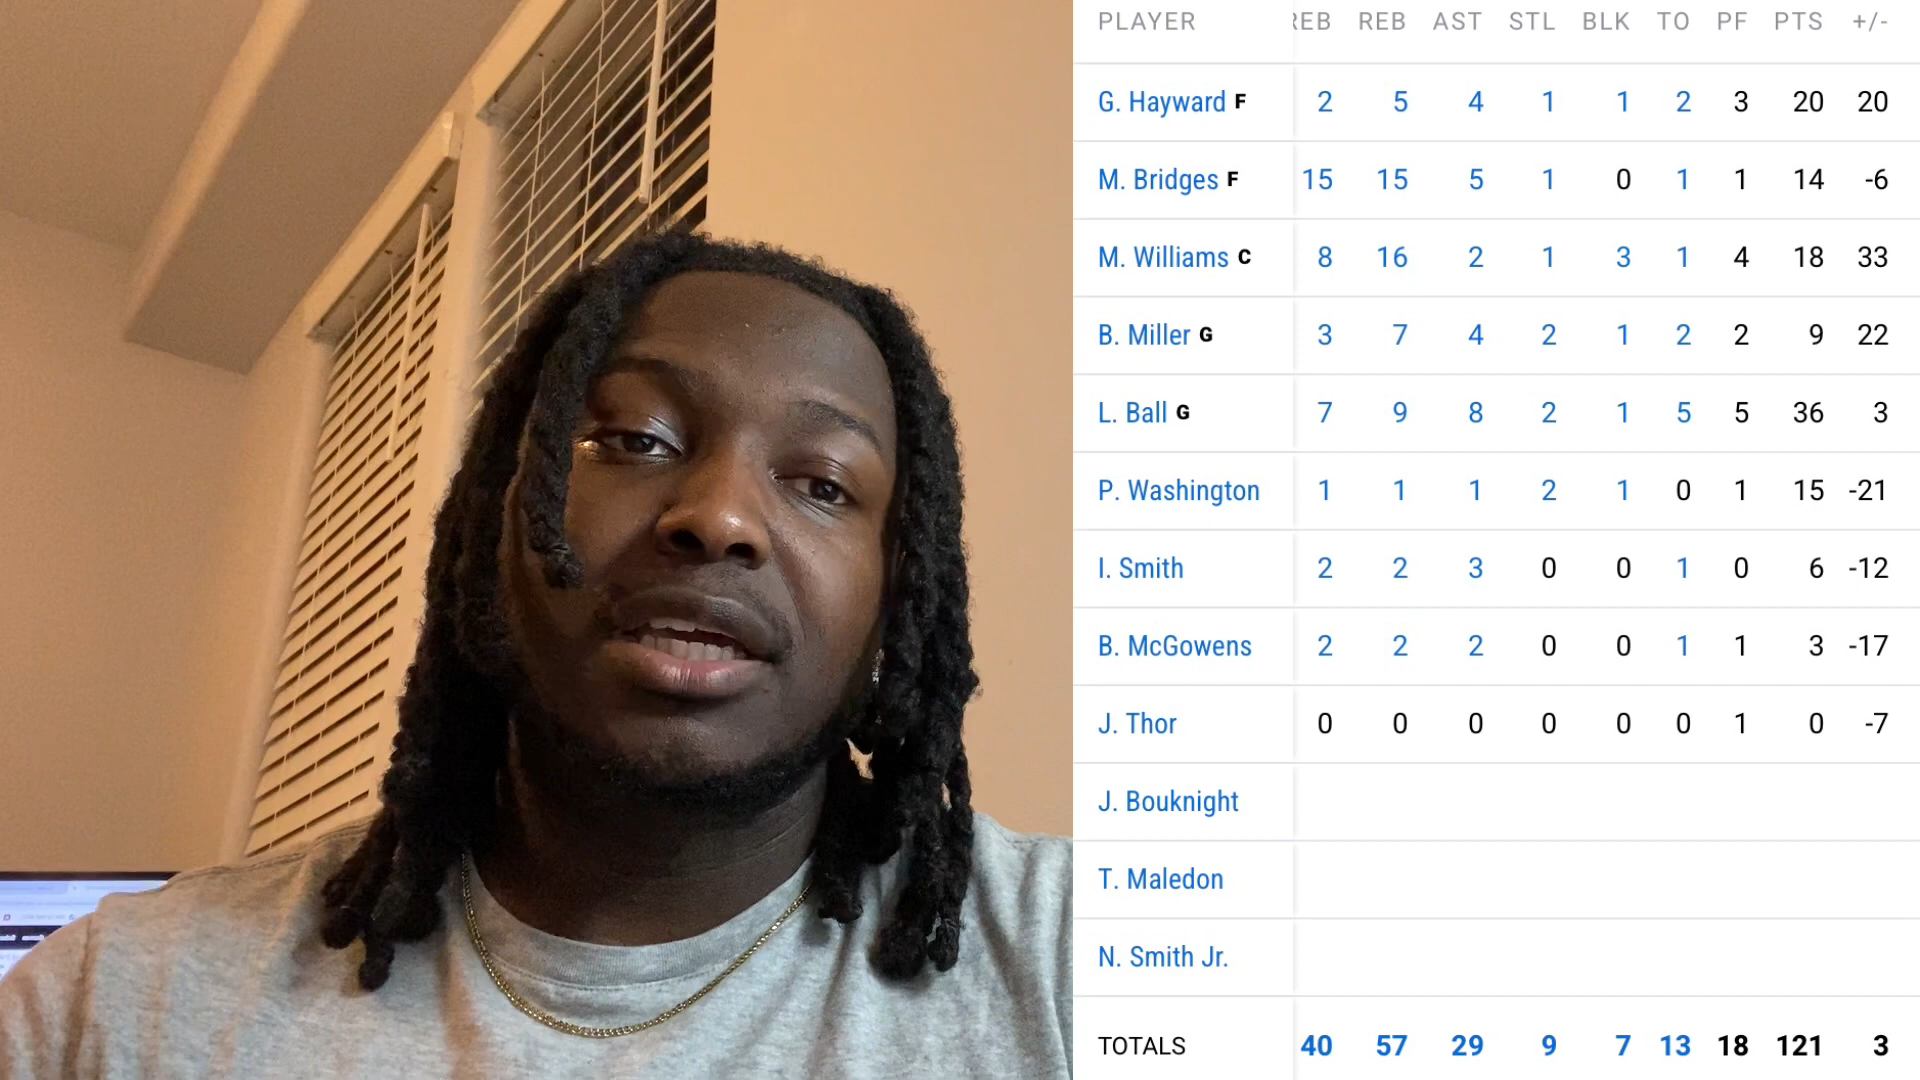 PLAYER REB REB AST STL BLK TO PF PTS +/-
G. Hayward F 2 5 4 1 1 2 3 20 20
M. Bridges F 15 15 5 1 0 1 1 14 -6
M. Williams C 8 16 2 1 3 1 4 18 33
B. Miller G 3 7 4 2 1 2 2 9 22
L. Ball G 7 9 8 2 1 5 5 36 3
P. Washington 1 1 1 2 1 0 1 15 -21
I. Smith 2 2 3 0 0 1 0 6 -12
B. McGowens 2 2 2 0 0 1 1 3 -17
J. Thor 0 0 0 0 0 0 1 0 -7
J. Bouknight
T. Maledon
N. Smith Jr.
TOTALS 40 57 29 9 7 13 18 121 3